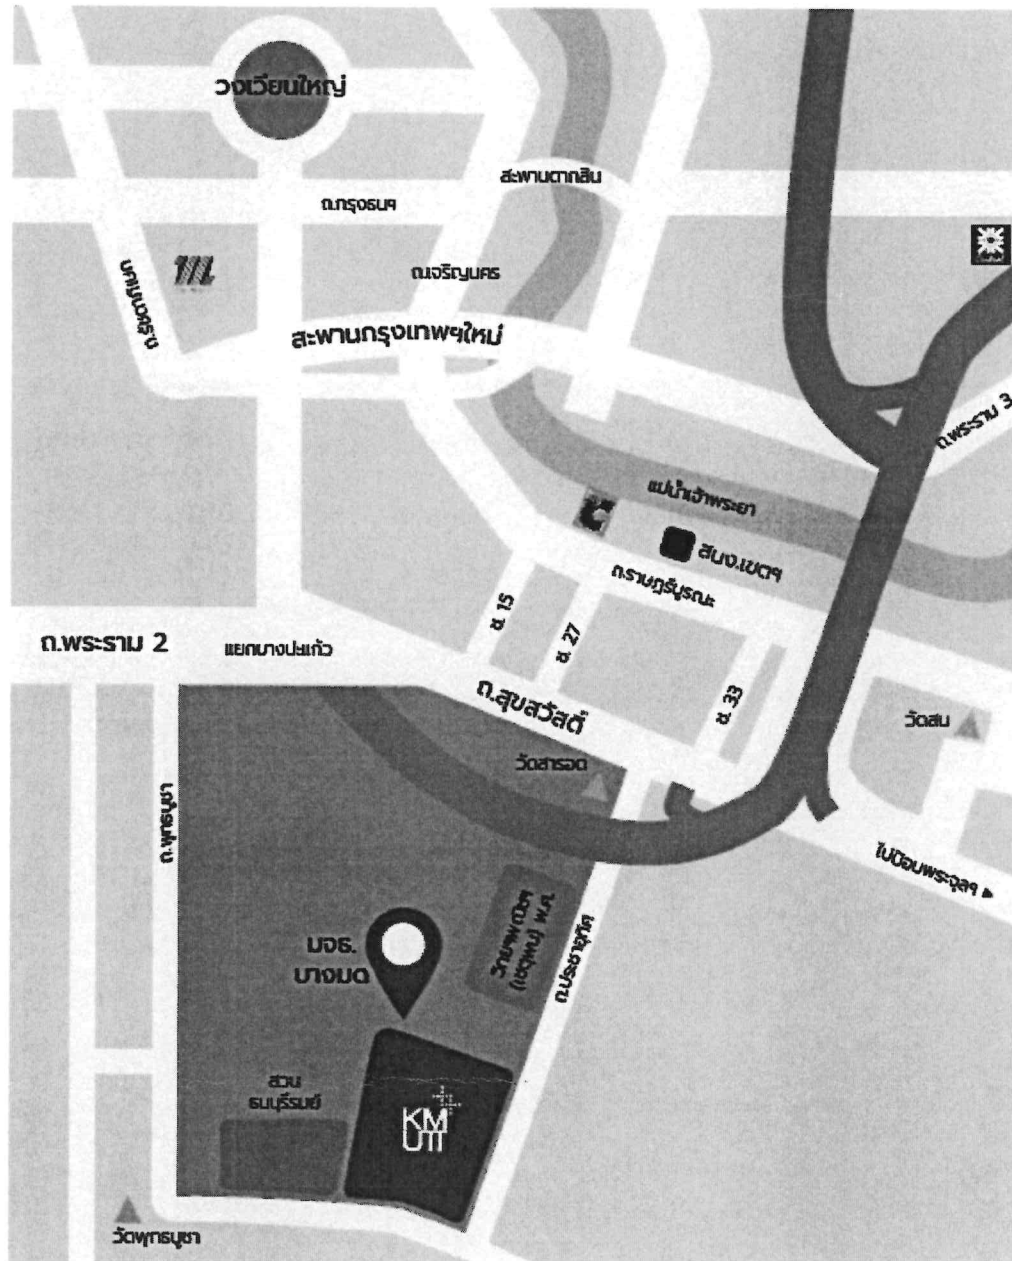 วงเวียนใหญ่
สะพานตากสิน
ถ.กรุงธนฯ
ถ.เจริญนคร
สะพานกรุงเทพฯใหม่
ถ.พระราม 3
แม่น้ำเจ้าพระยา
สนง.เขตฯ
ถ.ราษฎร์บูรณะ
ซ. 15
ซ. 27
ซ. 33
ถ.พระราม 2
แยกบางปะแก้ว
ถ.สุขสวัสดิ์
วัดสน
วัดสารอด
ถ.พุทธบูชา
ไปป้อมพระจุลฯ
ถ.ประชาอุทิศ
มจธ.
บางมด
สวน
ธนบุรีรมย์
KM
UTT
วัดพุทธบูชา